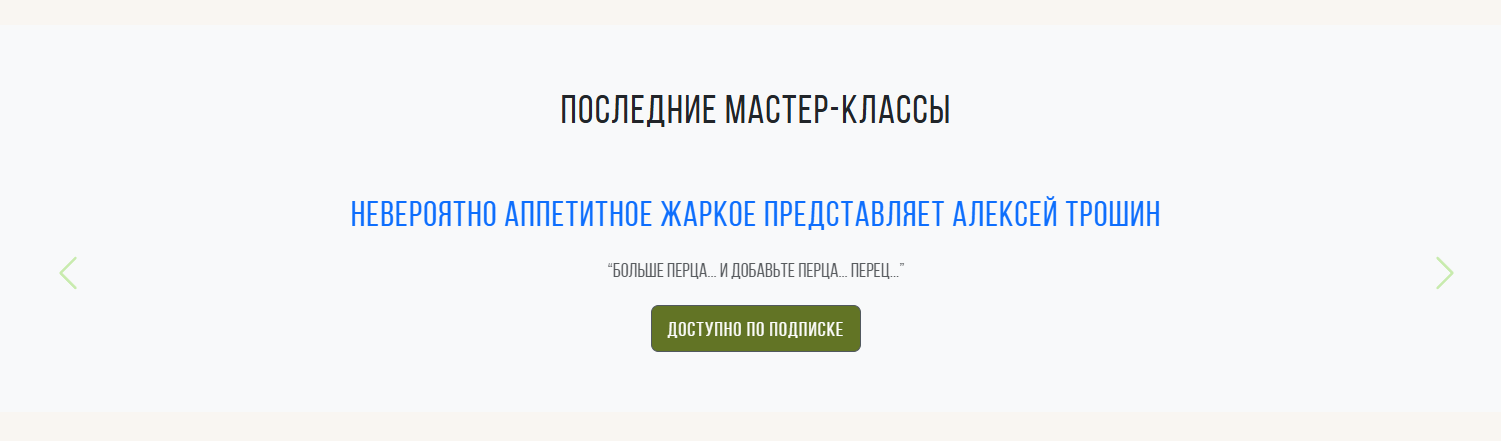 ПОСЛЕДНИЕ МАСТЕР-КЛАССЫ
НЕВЕРОЯТНО АППЕТИТНОЕ ЖАРКОЕ ПРЕДСТАВЛЯЕТ АЛЕКСЕЙ ТРОШИН
“БОЛЬШЕ ПЕРЦА... И ДОБАВЬТЕ ПЕРЦА... ПЕРЕЦ...”
ДОСТУПНО ПО ПОДПИСКЕ